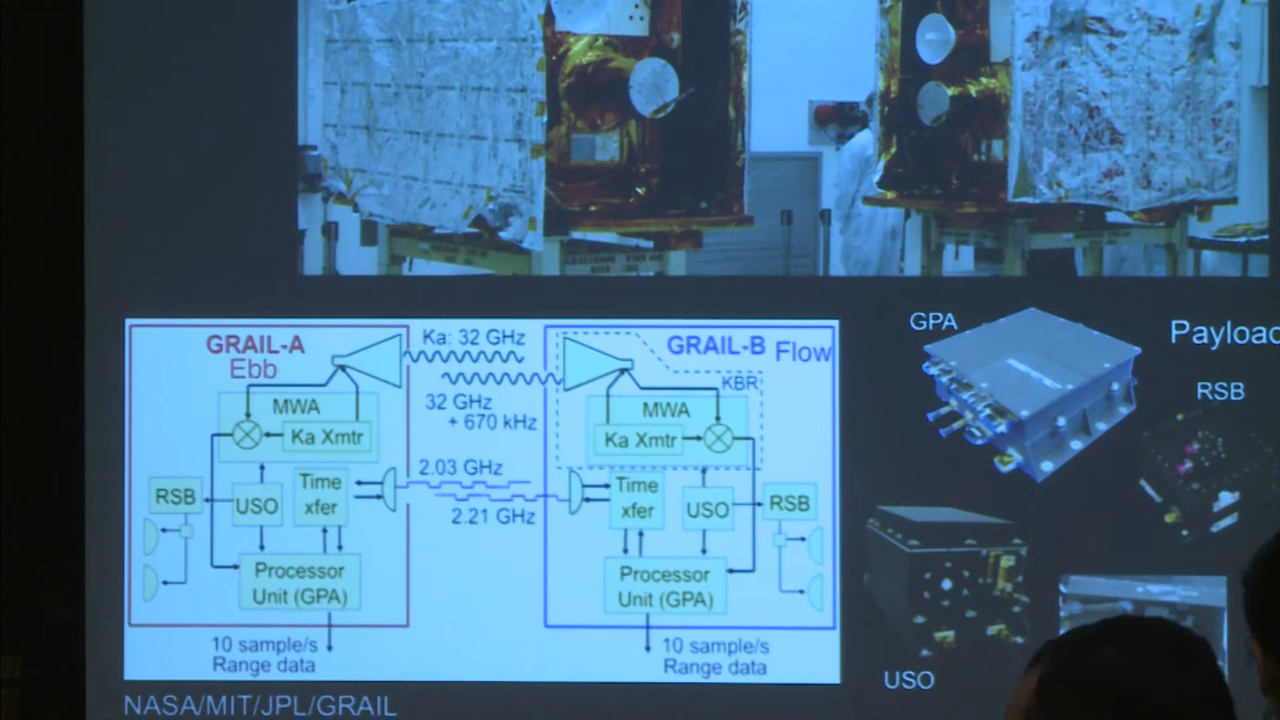 GRAIL-A
Ebb
Ka: 32 GHz
GRAIL-B Flow
KBR
MWA
Ka Xmtr
32 GHz
+ 670 kHz
MWA
Ka Xmtr
2.03 GHz
2.21 GHz
RSB
USO
Time
xfer
Time
xfer
USO
RSB
Processor
Unit (GPA)
Processor
Unit (GPA)
10 sample/s
Range data
10 sample/s
Range data
GPA
Payload
RSB
USO
NASA/MIT/JPL/GRAIL